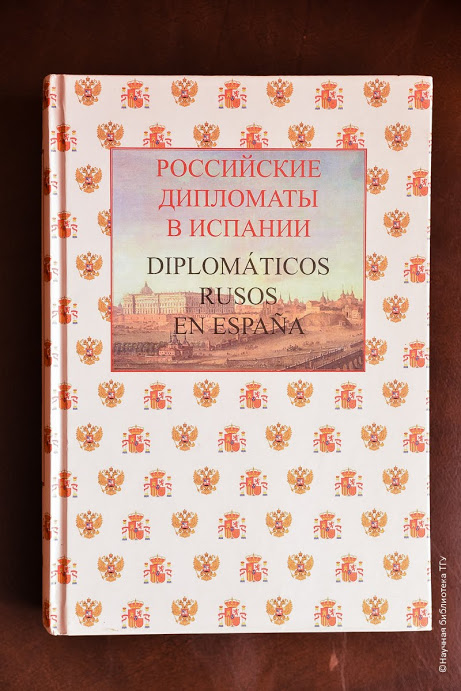 РОССИЙСКИЕ
ДИПЛОМАТЫ
В ИСПАНИИ
DIPLOMÁTICOS
RUSOS
EN ESPAÑA
©Научная библиотека ТГУ